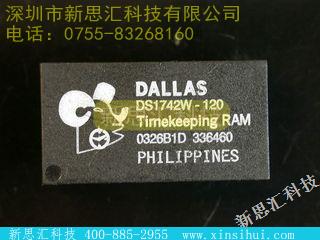 深圳市新思汇科技有限公司
电话：0755-83268160
DALLAS
DS1742W-120
Timekeeping RAM
0326B1D 336460
PHILIPPINES
新思汇科技
新思汇科技 400-885-2955 www.xinsihui.com